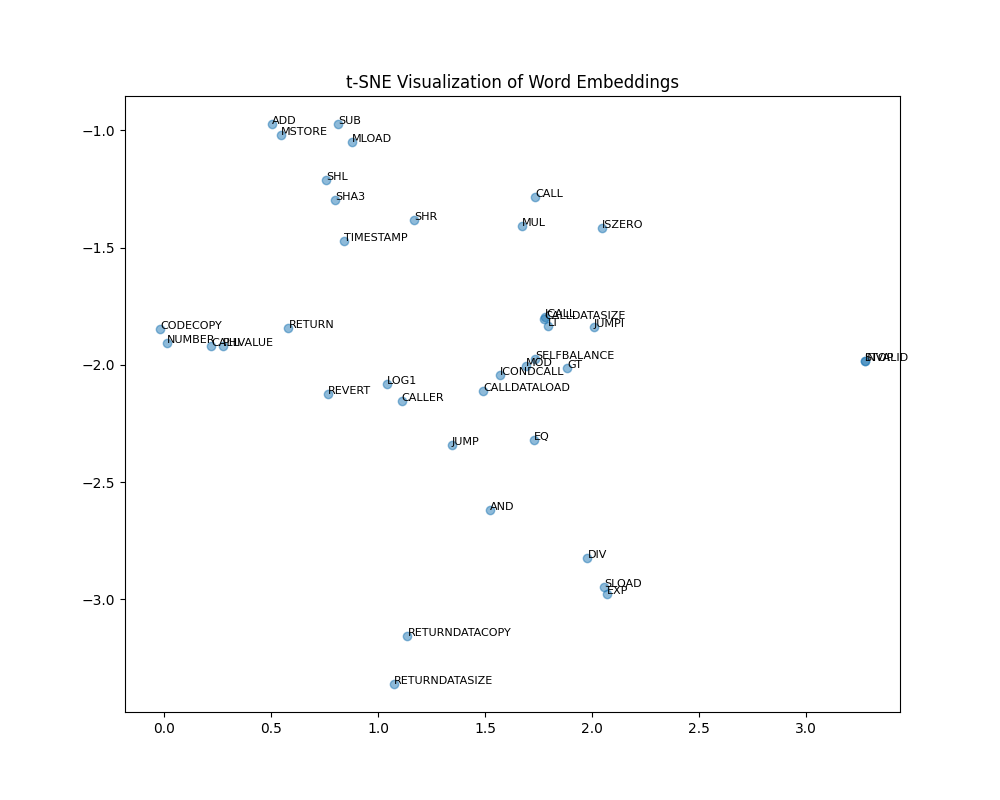 t-SNE Visualization of Word Embeddings
−1.0
−1.5
−2.0
−2.5
−3.0
ADD
SUB
MSTORE
MLOAD
SHL
SHA3
CALL
SHR
MUL
ISZERO
TIMESTAMP
CALLDATASIZE
LT
JUMPI
CODECOPY
RETURN
NUMBER
SELFBALANCE
MOD
GT
INVALID
ICONDCALL
LOG1
CALLDATALOAD
REVERT
CALLER
JUMP
EQ
AND
DIV
SLOAD
EXP
RETURNDATACOPY
RETURNDATASIZE
0.0
0.5
1.0
1.5
2.0
2.5
3.0